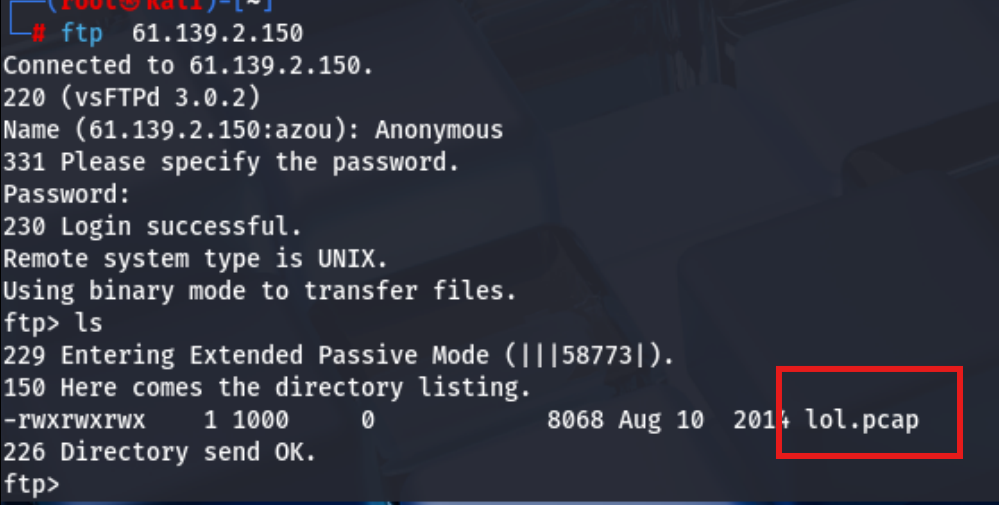 (root㉿kali)-[~]
# ftp  61.139.2.150
Connected to 61.139.2.150.
220 (vsFTPd 3.0.2)
Name (61.139.2.150:azou): Anonymous
331 Please specify the password.
Password:
230 Login successful.
Remote system type is UNIX.
Using binary mode to transfer files.
ftp> ls
229 Entering Extended Passive Mode (|||58773|).
150 Here comes the directory listing.
-rwxrwxrwx    1 1000     0            8068 Aug 10  2014 lol.pcap
226 Directory send OK.
ftp>